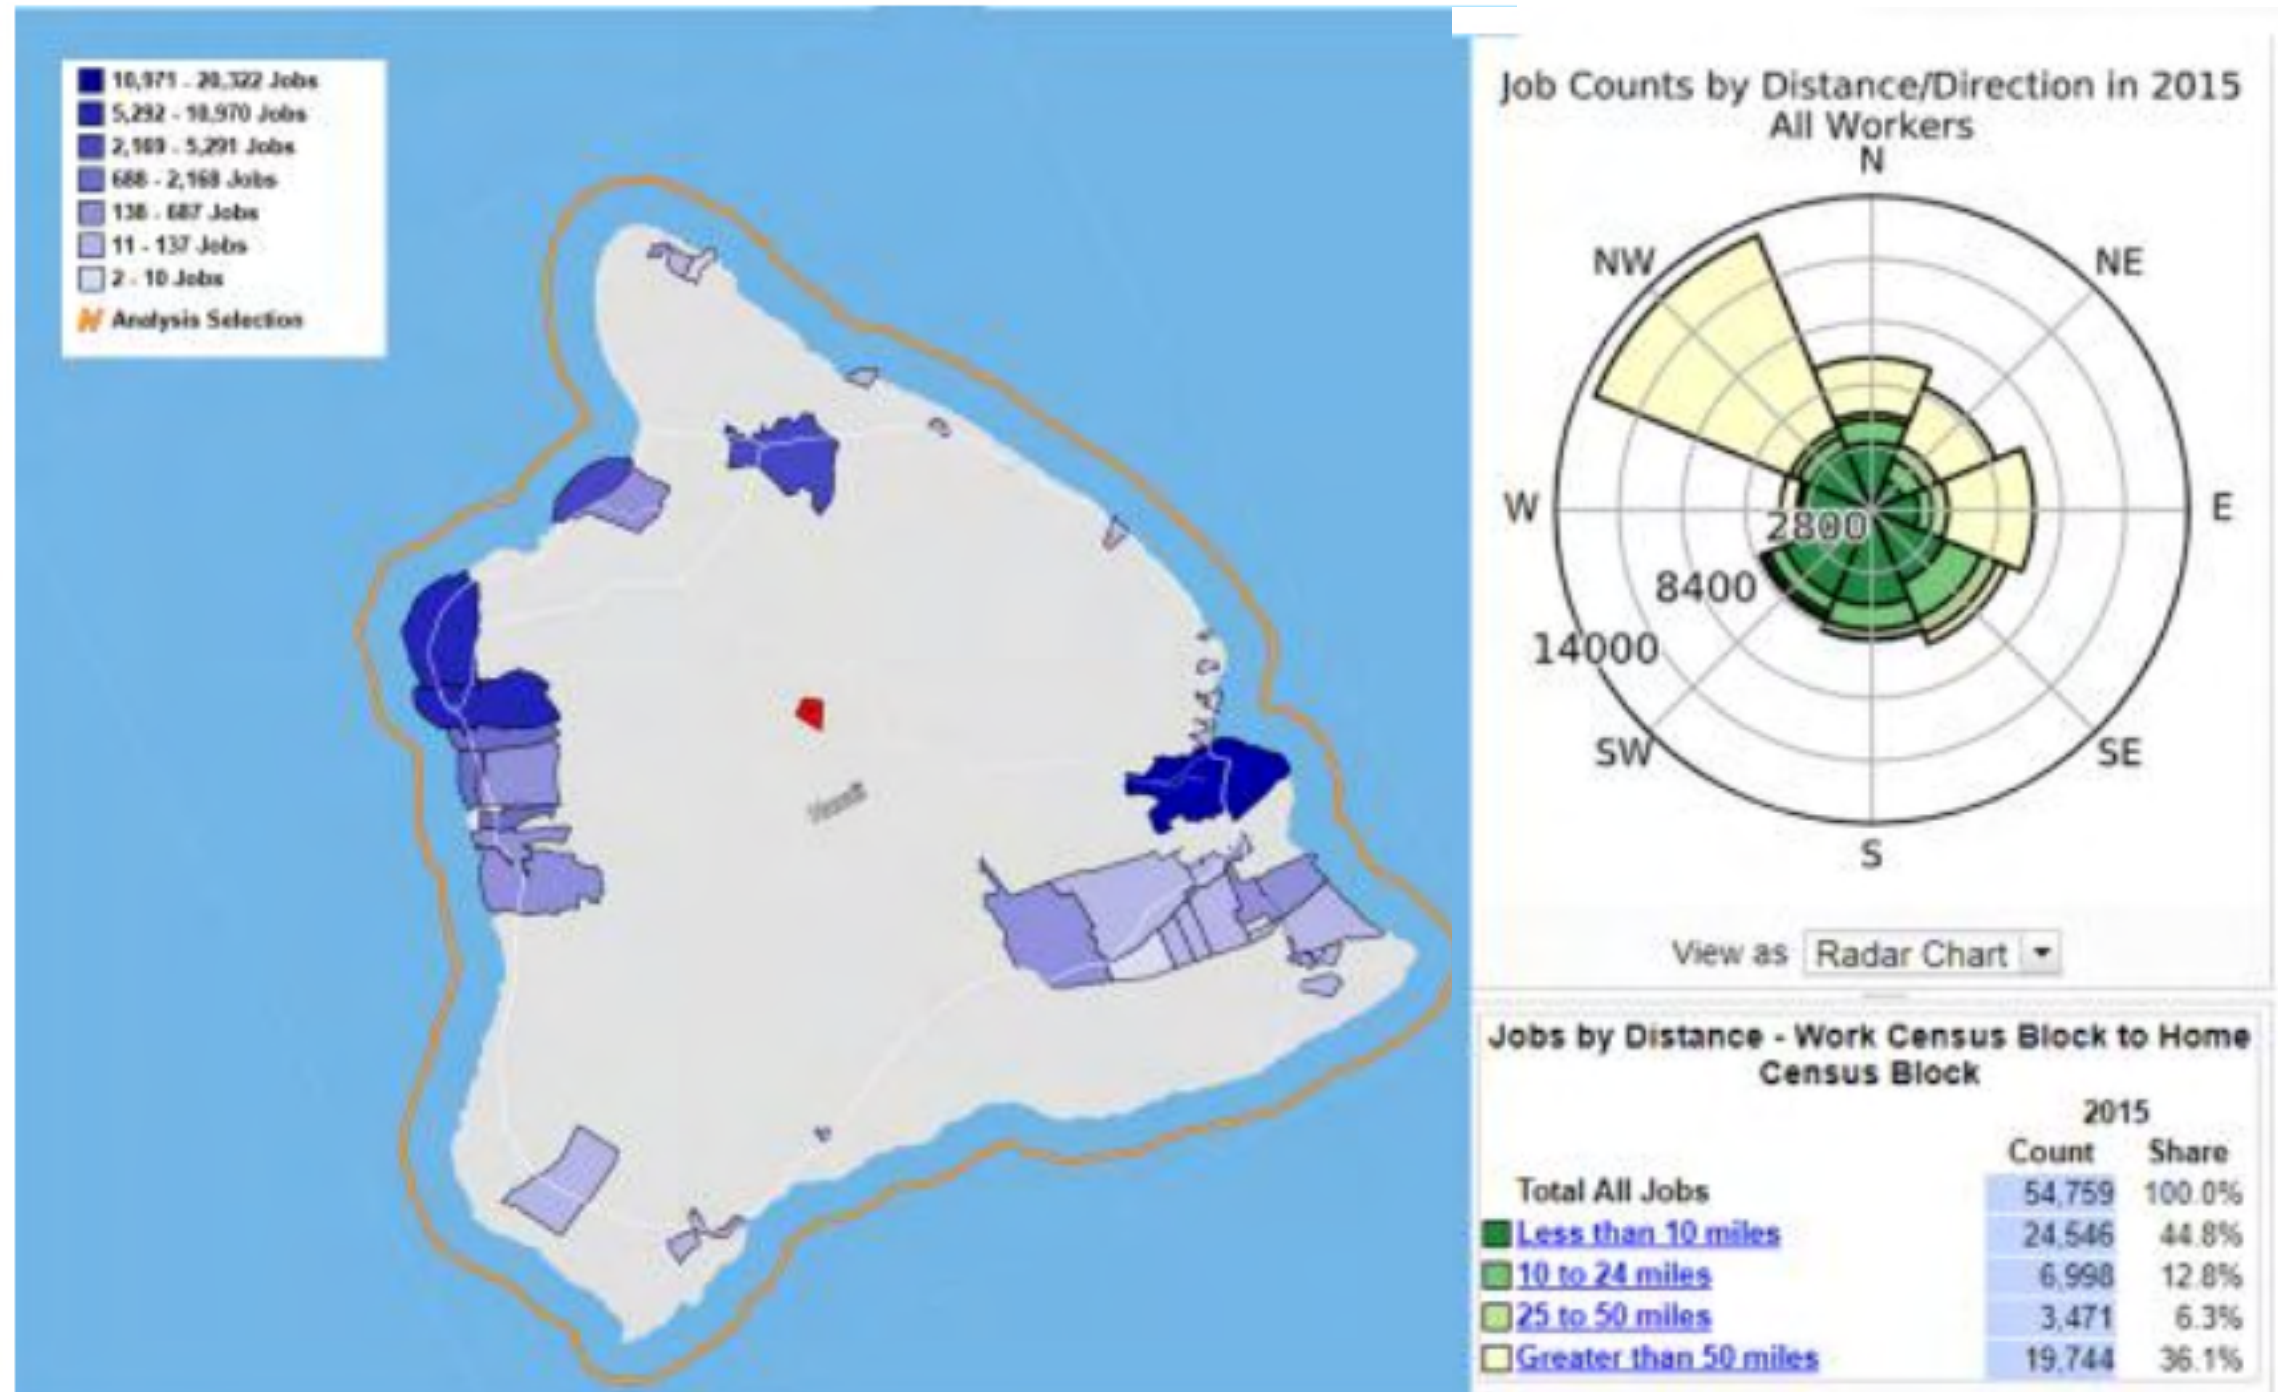 10,971 - 20,322 Jobs
5,292 - 10,970 Jobs
2,169 - 5,291 Jobs
688 - 2,168 Jobs
138 - 687 Jobs
11 - 137 Jobs
2 - 10 Jobs
Analysis Selection
Job Counts by Distance/Direction in 2015
All Workers
N
NW
NE
W
E
2800
8400
14000
SW
SE
S
View as Radar Chart
Jobs by Distance - Work Census Block to Home
Census Block
2015
Count Share
Total All Jobs 54,759 100.0%
Less than 10 miles 24,546 44.8%
10 to 24 miles 6,998 12.8%
25 to 50 miles 3,471 6.3%
Greater than 50 miles 19,744 36.1%